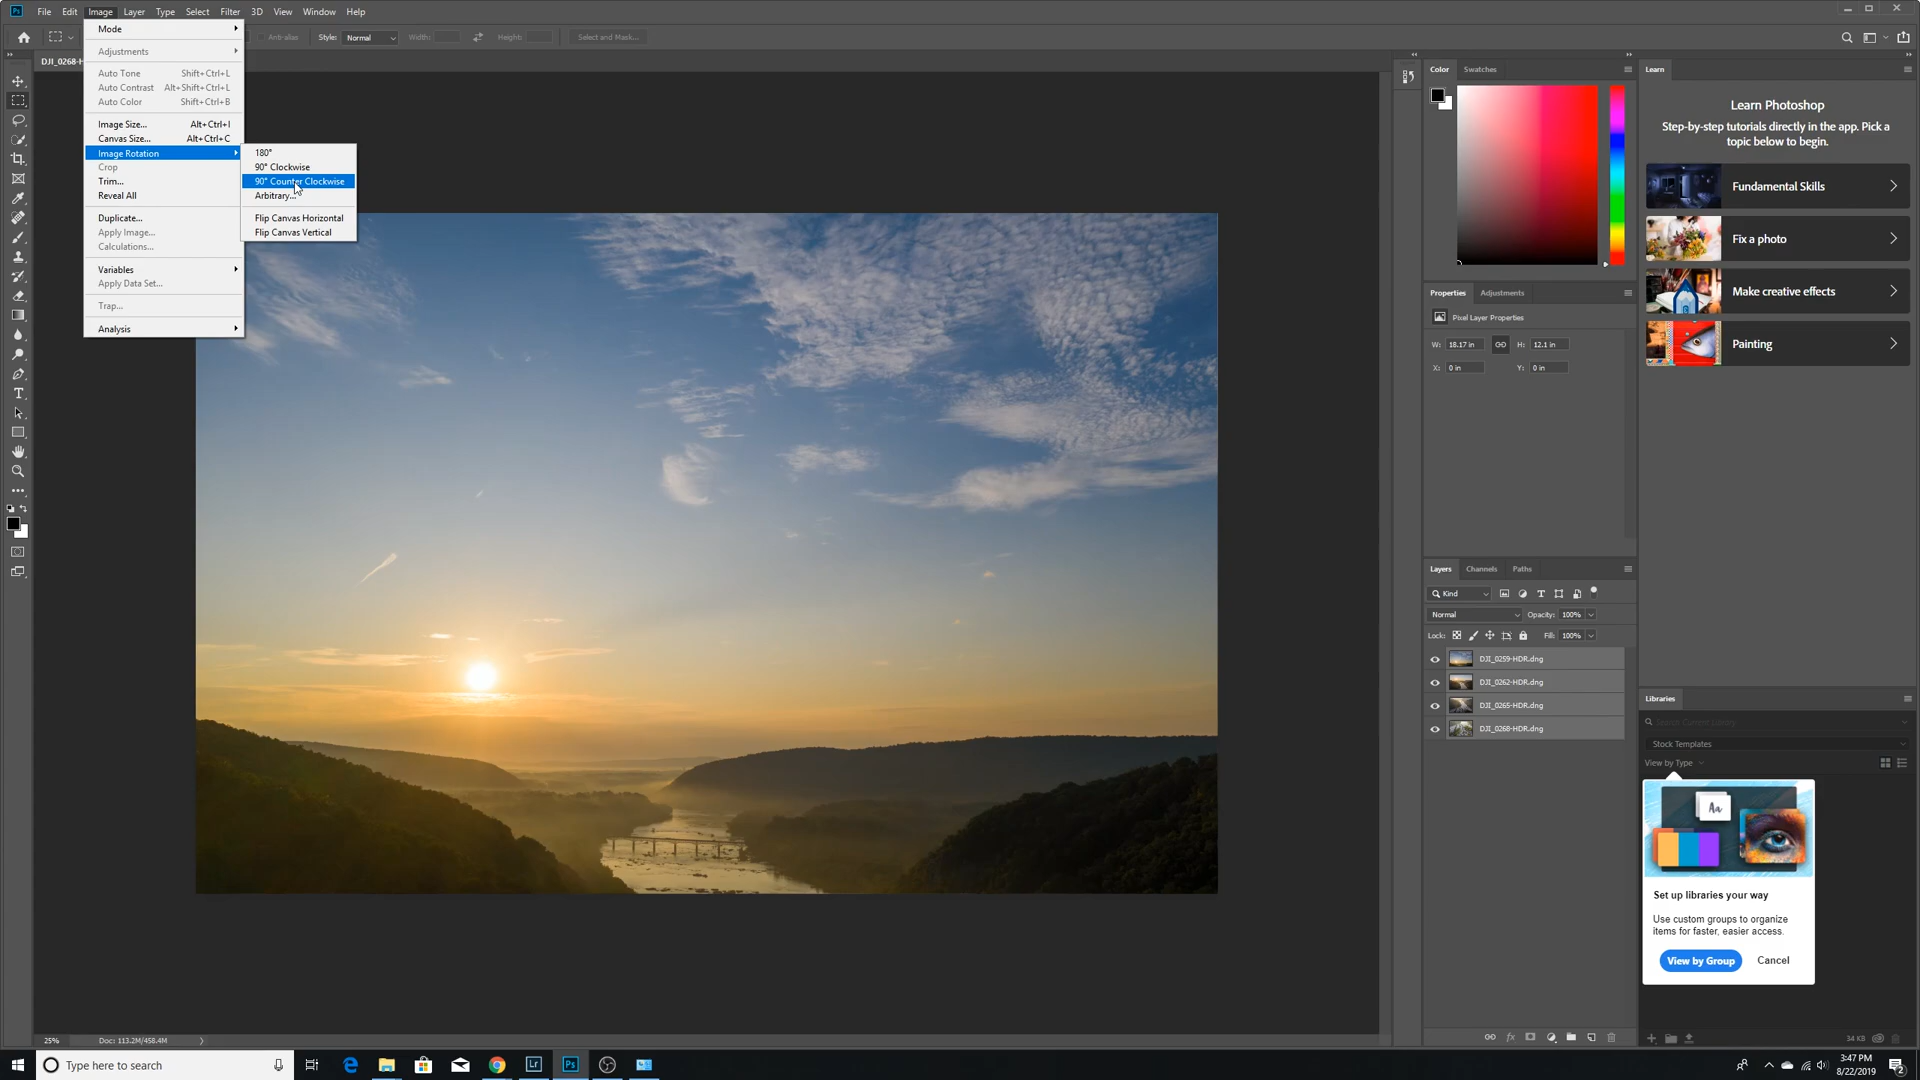 Ps File Edit Image Layer Type Select Filter 3D View Window Help
Anti-alias Style: Normal Width: Height: Select and Mask...
DJI_0268-H
Mode
Adjustments
Auto Tone Shift+Ctrl+L
Auto Contrast Alt+Shift+Ctrl+L
Auto Color Shift+Ctrl+B
Image Size... Alt+Ctrl+I
Canvas Size... Alt+Ctrl+C
Image Rotation
Crop
Trim...
Reveal All
Duplicate...
Apply Image...
Calculations...
Variables
Apply Data Set...
Trap...
Analysis
180°
90° Clockwise
90° Counter Clockwise
Arbitrary...
Flip Canvas Horizontal
Flip Canvas Vertical
Color Swatches
Properties Adjustments
Pixel Layer Properties
W: 18.17 in H: 12.1 in
X: 0 in Y: 0 in
Layers Channels Paths
Kind
Normal Opacity: 100%
Lock: Fill: 100%
DJI_0259-HDR.dng
DJI_0262-HDR.dng
DJI_0265-HDR.dng
DJI_0268-HDR.dng
Learn
Learn Photoshop
Step-by-step tutorials directly in the app. Pick a
topic below to begin.
Fundamental Skills
Fix a photo
Make creative effects
Painting
Libraries
Search Current Library
Stock Templates
View by Type
Aa
Set up libraries your way
Use custom groups to organize
items for faster, easier access.
View by Group Cancel
34 KB
25% Doc: 113.2M/458.4M
Type here to search
Lr
Ps
3:47 PM
8/22/2019
2